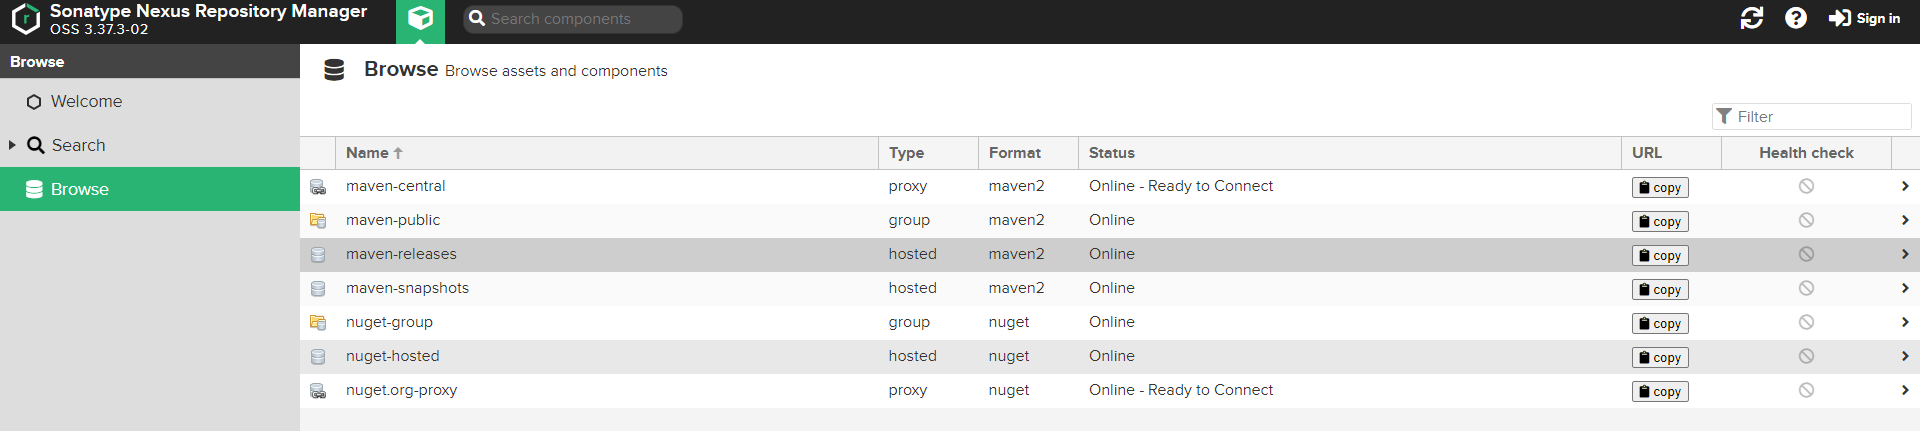 Sonatype Nexus Repository Manager
OSS 3.37.3-02
Search components
Sign in
Browse
Welcome
Search
Browse
Browse Browse assets and components
Filter
Name Type Format Status URL Health check
maven-central proxy maven2 Online - Ready to Connect copy
maven-public group maven2 Online copy
maven-releases hosted maven2 Online copy
maven-snapshots hosted maven2 Online copy
nuget-group group nuget Online copy
nuget-hosted hosted nuget Online copy
nuget.org-proxy proxy nuget Online - Ready to Connect copy